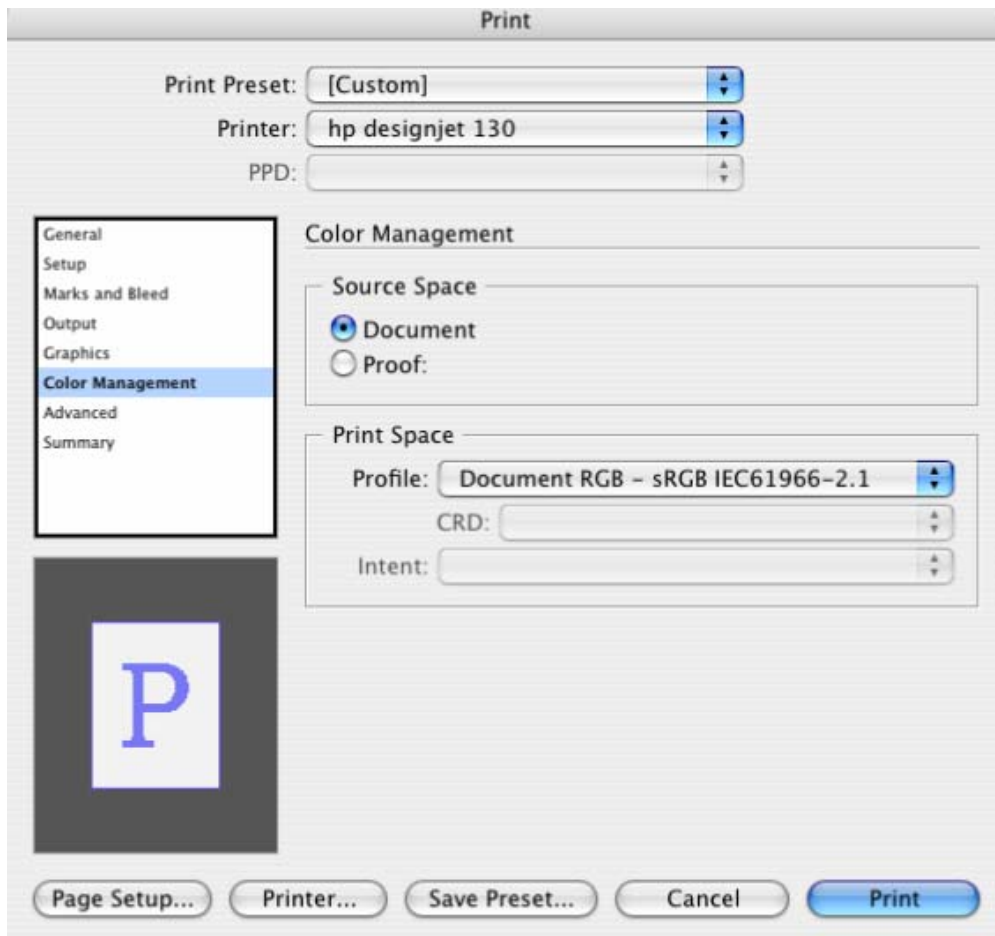 Print
Print Preset: [Custom]
Printer: hp designjet 130
PPD:
General
Setup
Marks and Bleed
Output
Graphics
Color Management
Advanced
Summary
Color Management
Source Space
Document
Proof:
Print Space
Profile: Document RGB - sRGB IEC61966-2.1
CRD:
Intent:
P
Page Setup... Printer... Save Preset... Cancel Print